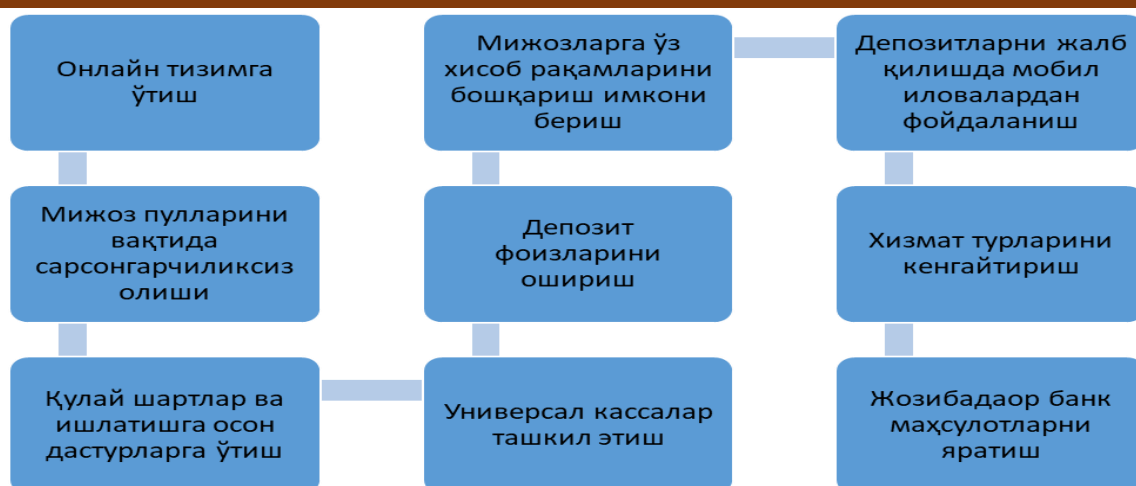 Онлайн тизимга
ўтиш
Мижоз пулларини
вақтида
сарсонгарчиликсиз
олиши
Қулай шартлар ва
ишлатишга осон
дастурларга ўтиш
Универсал кассалар
ташкил этиш
Депозит
фоизларини
ошириш
Мижозларга ўз
хисоб рақамларини
бошқариш имкони
бериш
Депозитларни жалб
қилишда мобил
иловалардан
фойдаланиш
Хизмат турларини
кенгайтириш
Жозибадаор банк
маҳсулотларни
яратиш